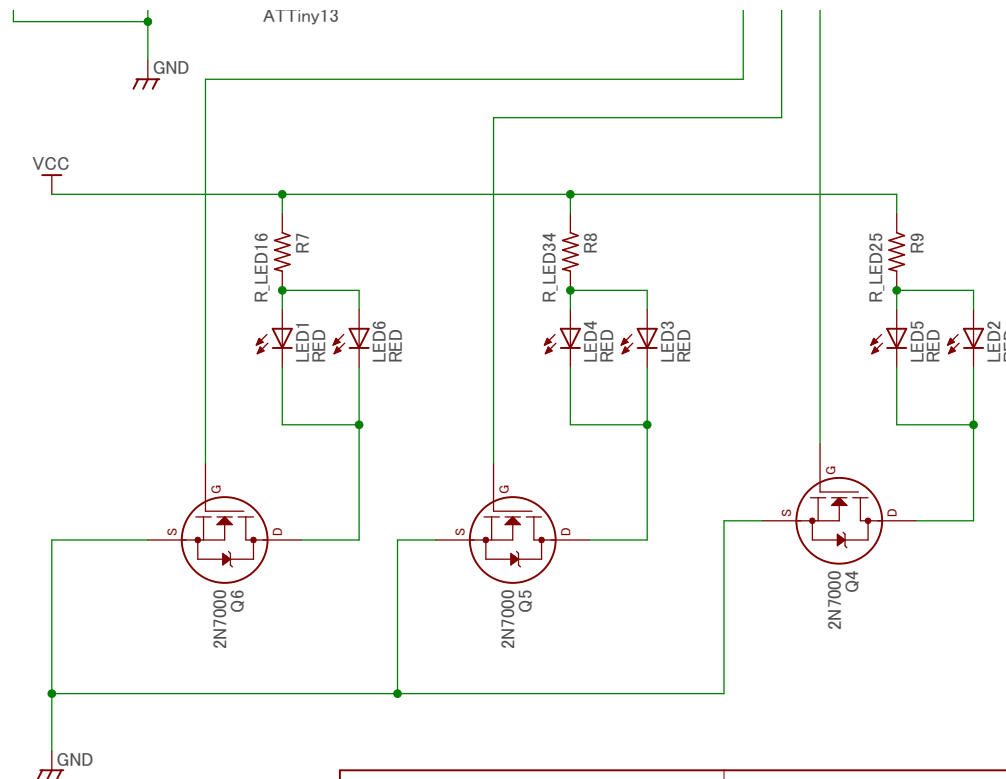 ATTiny13
GND
VCC
R_LED16
R7
R_LED34
R8
R_LED25
R9
LED1
RED
LED6
RED
LED4
RED
LED3
RED
LED5
RED
LED2
RED
G
S
D
2N7000
Q6
G
S
D
2N7000
Q5
G
S
D
2N7000
Q4
GND